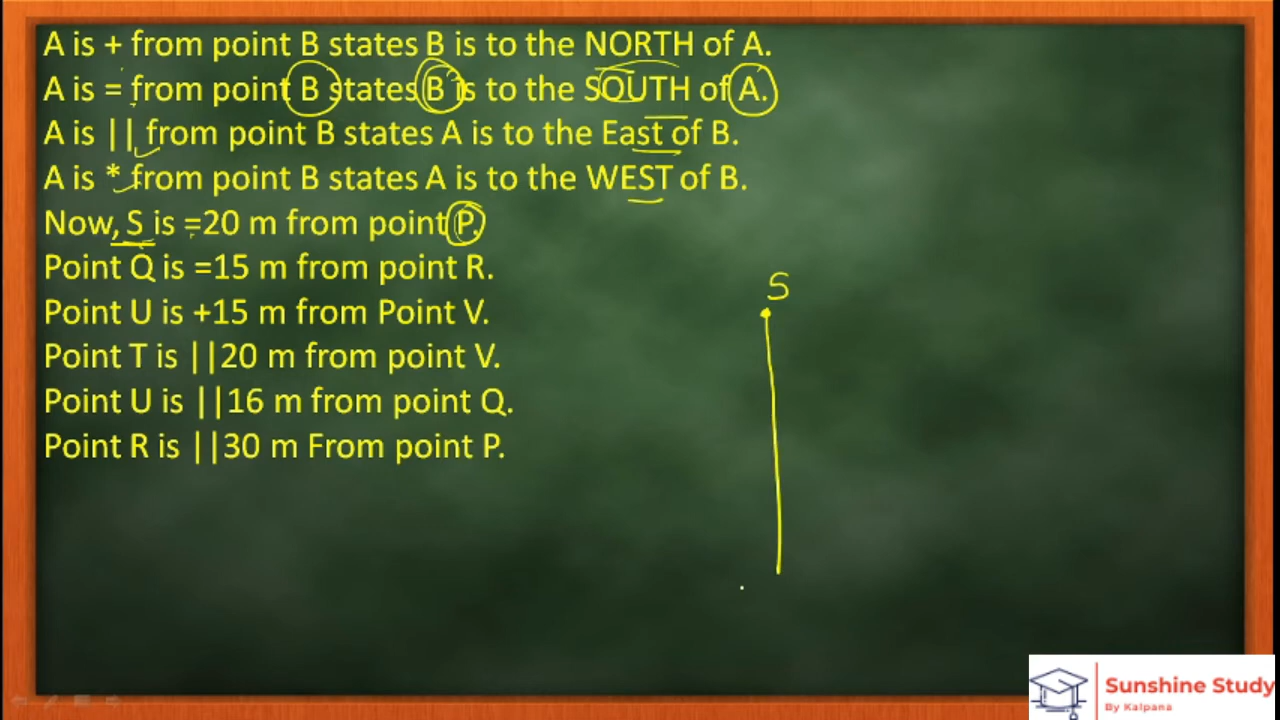 A is + from point B states B is to the NORTH of A.
A is = from point B states B is to the SOUTH of A.
A is || from point B states A is to the East of B.
A is * from point B states A is to the WEST of B.
Now, S is =20 m from point P.
Point Q is =15 m from point R.
Point U is +15 m from Point V.
Point T is ||20 m from point V.
Point U is ||16 m from point Q.
Point R is ||30 m From point P.
S
Sunshine Study
By Kalpana